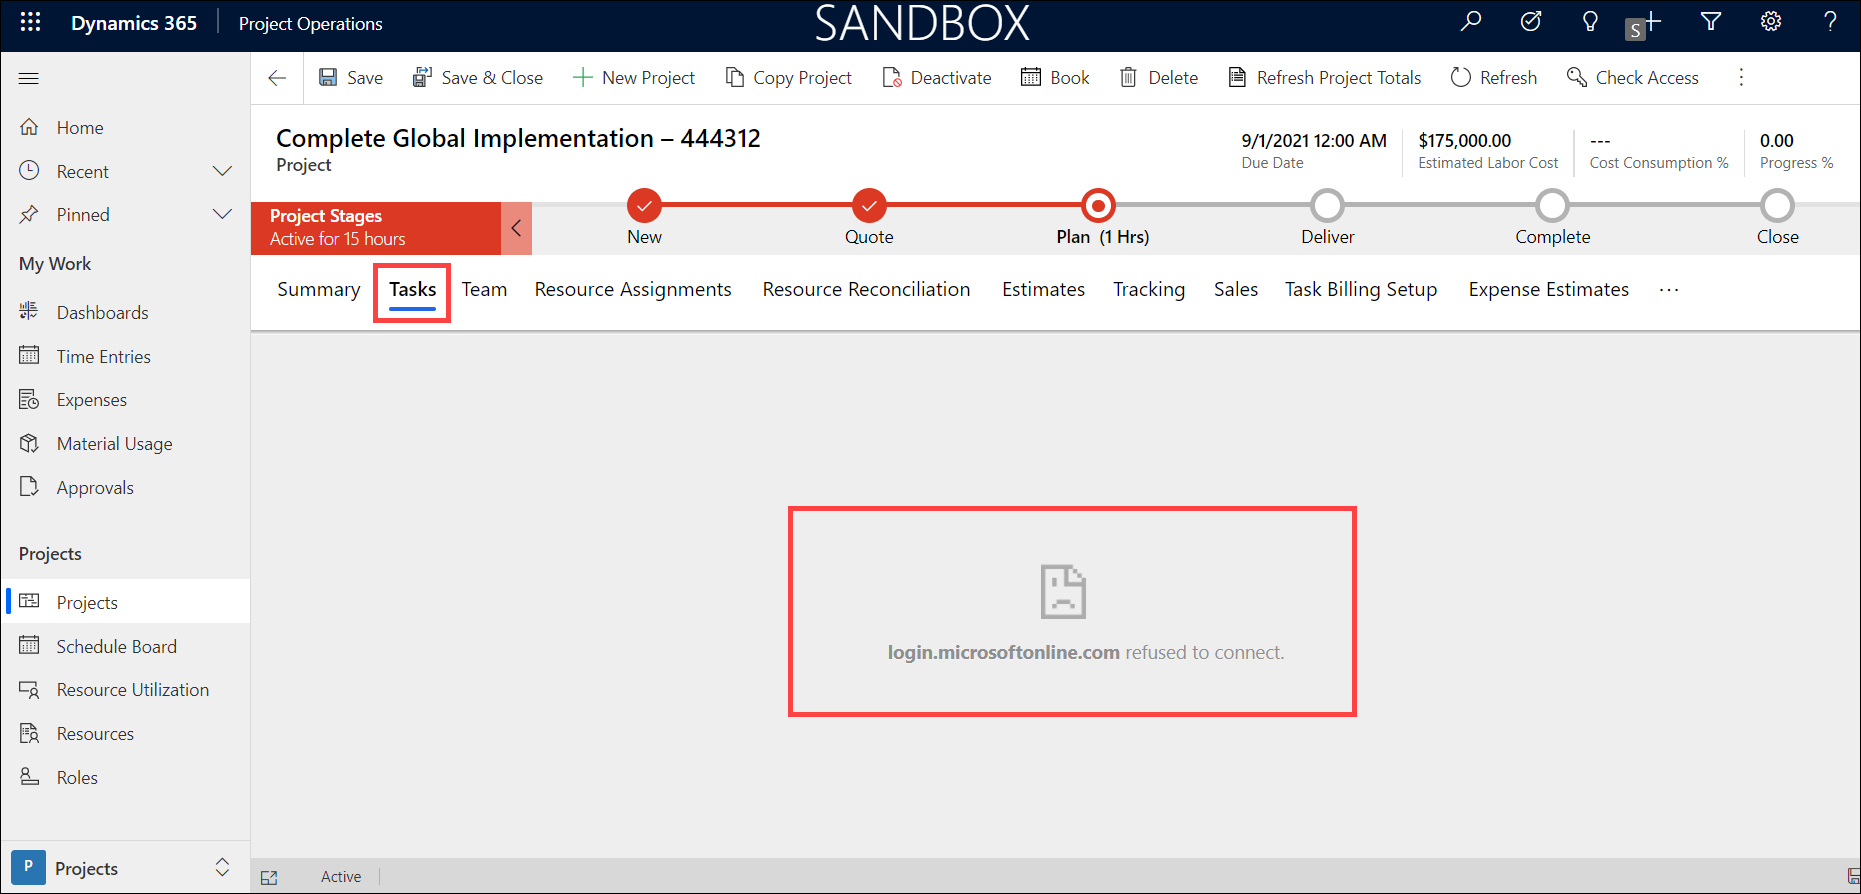 Dynamics 365 Project Operations SANDBOX S
Save Save & Close New Project Copy Project Deactivate Book Delete Refresh Project Totals Refresh Check Access
Home
Recent
Pinned
My Work
Dashboards
Time Entries
Expenses
Material Usage
Approvals
Projects
Projects
Schedule Board
Resource Utilization
Resources
Roles
P Projects
Complete Global Implementation – 444312
Project
9/1/2021 12:00 AM
Due Date
$175,000.00
Estimated Labor Cost
---
Cost Consumption %
0.00
Progress %
Project Stages
Active for 15 hours
New Quote Plan (1 Hrs) Deliver Complete Close
Summary Tasks Team Resource Assignments Resource Reconciliation Estimates Tracking Sales Task Billing Setup Expense Estimates ...
login.microsoftonline.com refused to connect.
Active